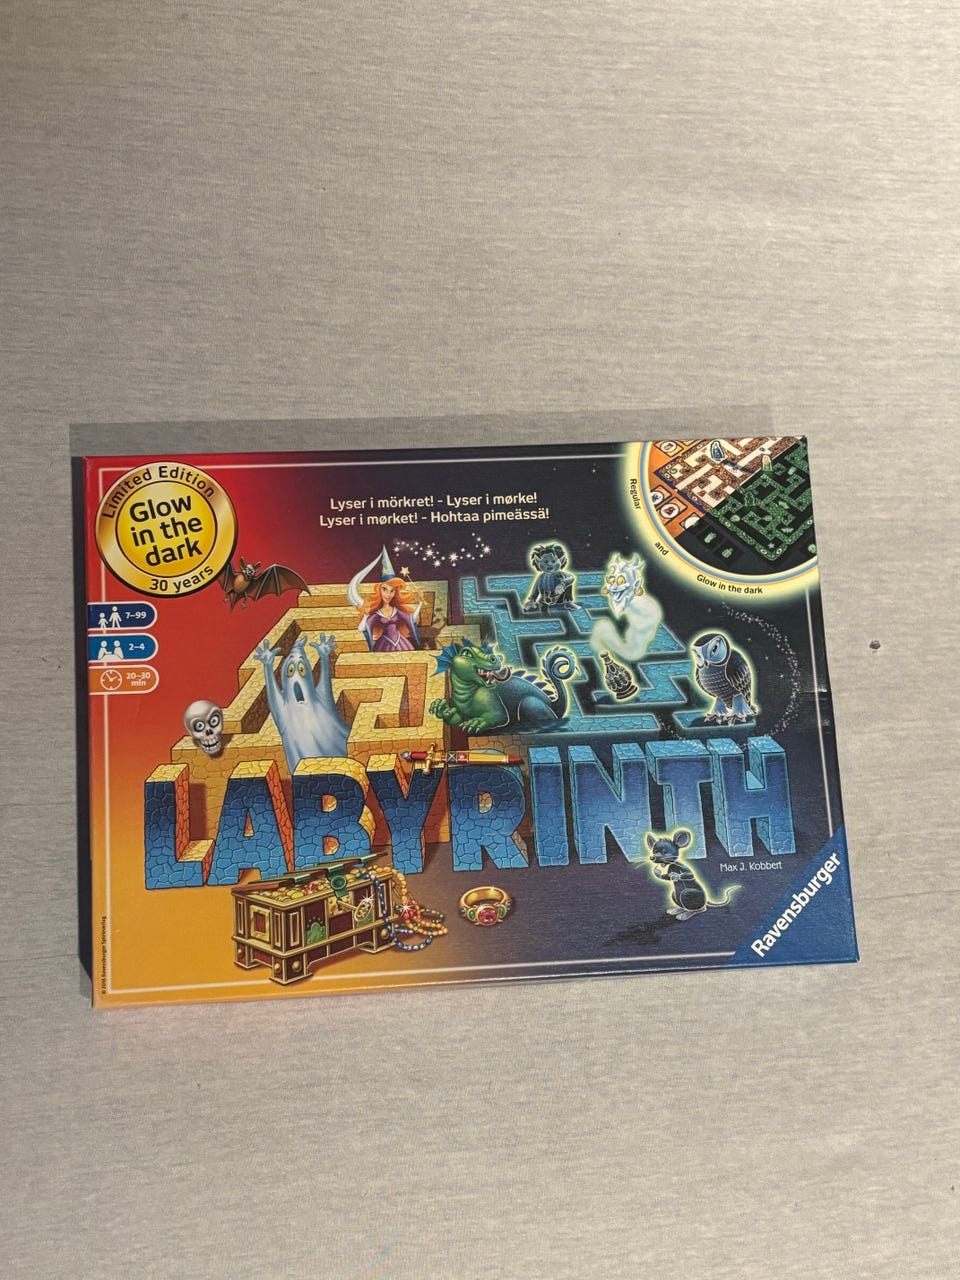 Limited Edition
Glow
in the
dark
30 years
Lyser i mörkret! - Lyser i mørke!
Lyser i mørket! - Hohtaa pimeässä!
Regular
and
Glow in the dark
7–99
2–4
20–30
min
LABYRINTH
Max J. Kobbert
Ravensburger